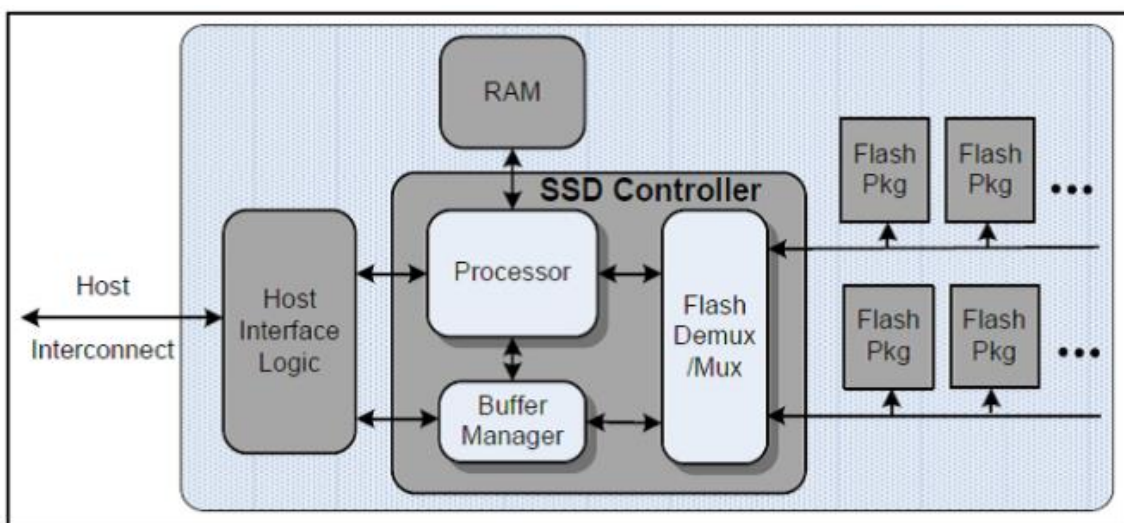 RAM
SSD Controller
Flash
Pkg
Flash
Pkg
Processor
Host
Interconnect
Host
Interface
Logic
Flash
Demux
/Mux
Flash
Pkg
Flash
Pkg
Buffer
Manager